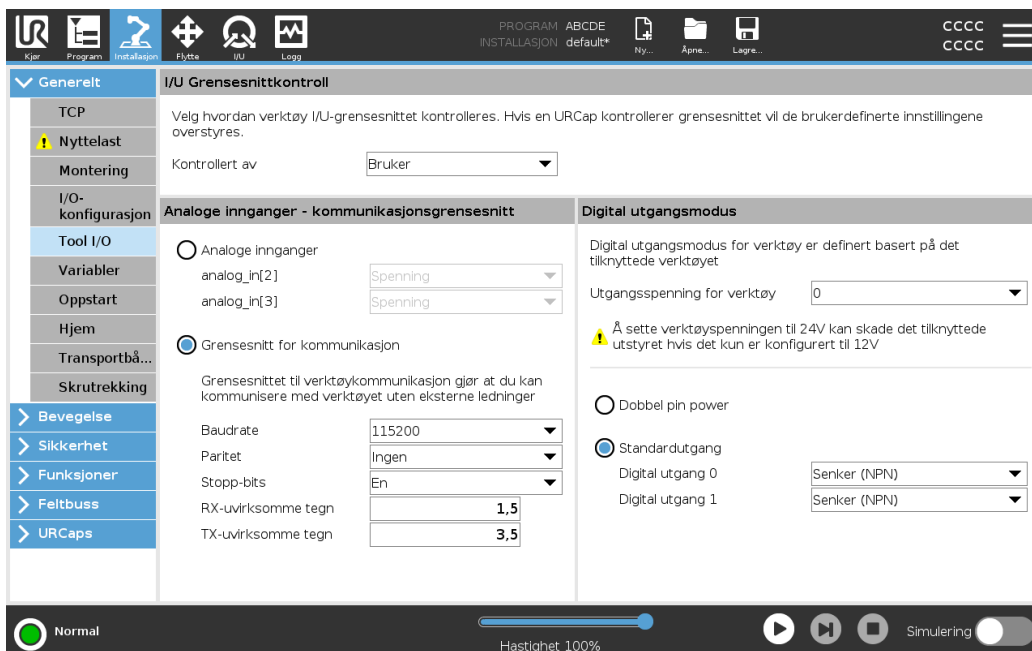 PROGRAM ABCDE
INSTALLASJON default*
CCCC
CCCC
Kjør
Program
Installasjon
Flytte
I/U
Logg
Ny...
Åpne...
Lagre...
Generelt
TCP
Nyttelast
Montering
I/O-
konfigurasjon
Tool I/O
Variabler
Oppstart
Hjem
Transportbå...
Skrutrekking
Bevegelse
Sikkerhet
Funksjoner
Feltbuss
URCaps
I/U Grensesnittkontroll
Velg hvordan verktøy I/U-grensesnittet kontrolleres. Hvis en URCap kontrollerer grensesnittet vil de brukerdefinerte innstillingene
overstyres.
Kontrollert av Bruker
Analoge innganger - kommunikasjonsgrensesnitt
Analoge innganger
analog_in[2] Spenning
analog_in[3] Spenning
Grensesnitt for kommunikasjon
Grensesnittet til verktøykommunikasjon gjør at du kan
kommunisere med verktøyet uten eksterne ledninger
Baudrate 115200
Paritet Ingen
Stopp-bits En
RX-uvirksomme tegn 1,5
TX-uvirksomme tegn 3,5
Digital utgangsmodus
Digital utgangsmodus for verktøy er definert basert på det
tilknyttede verktøyet
Utgangsspenning for verktøy 0
Å sette verktøyspenningen til 24V kan skade det tilknyttede
utstyret hvis det kun er konfigurert til 12V
Dobbel pin power
Standardutgang
Digital utgang 0 Senker (NPN)
Digital utgang 1 Senker (NPN)
Normal
Hastighet 100%
Simulering